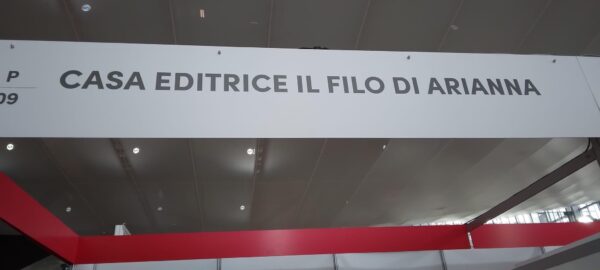 P
09
CASA EDITRICE IL FILO DI ARIANNA